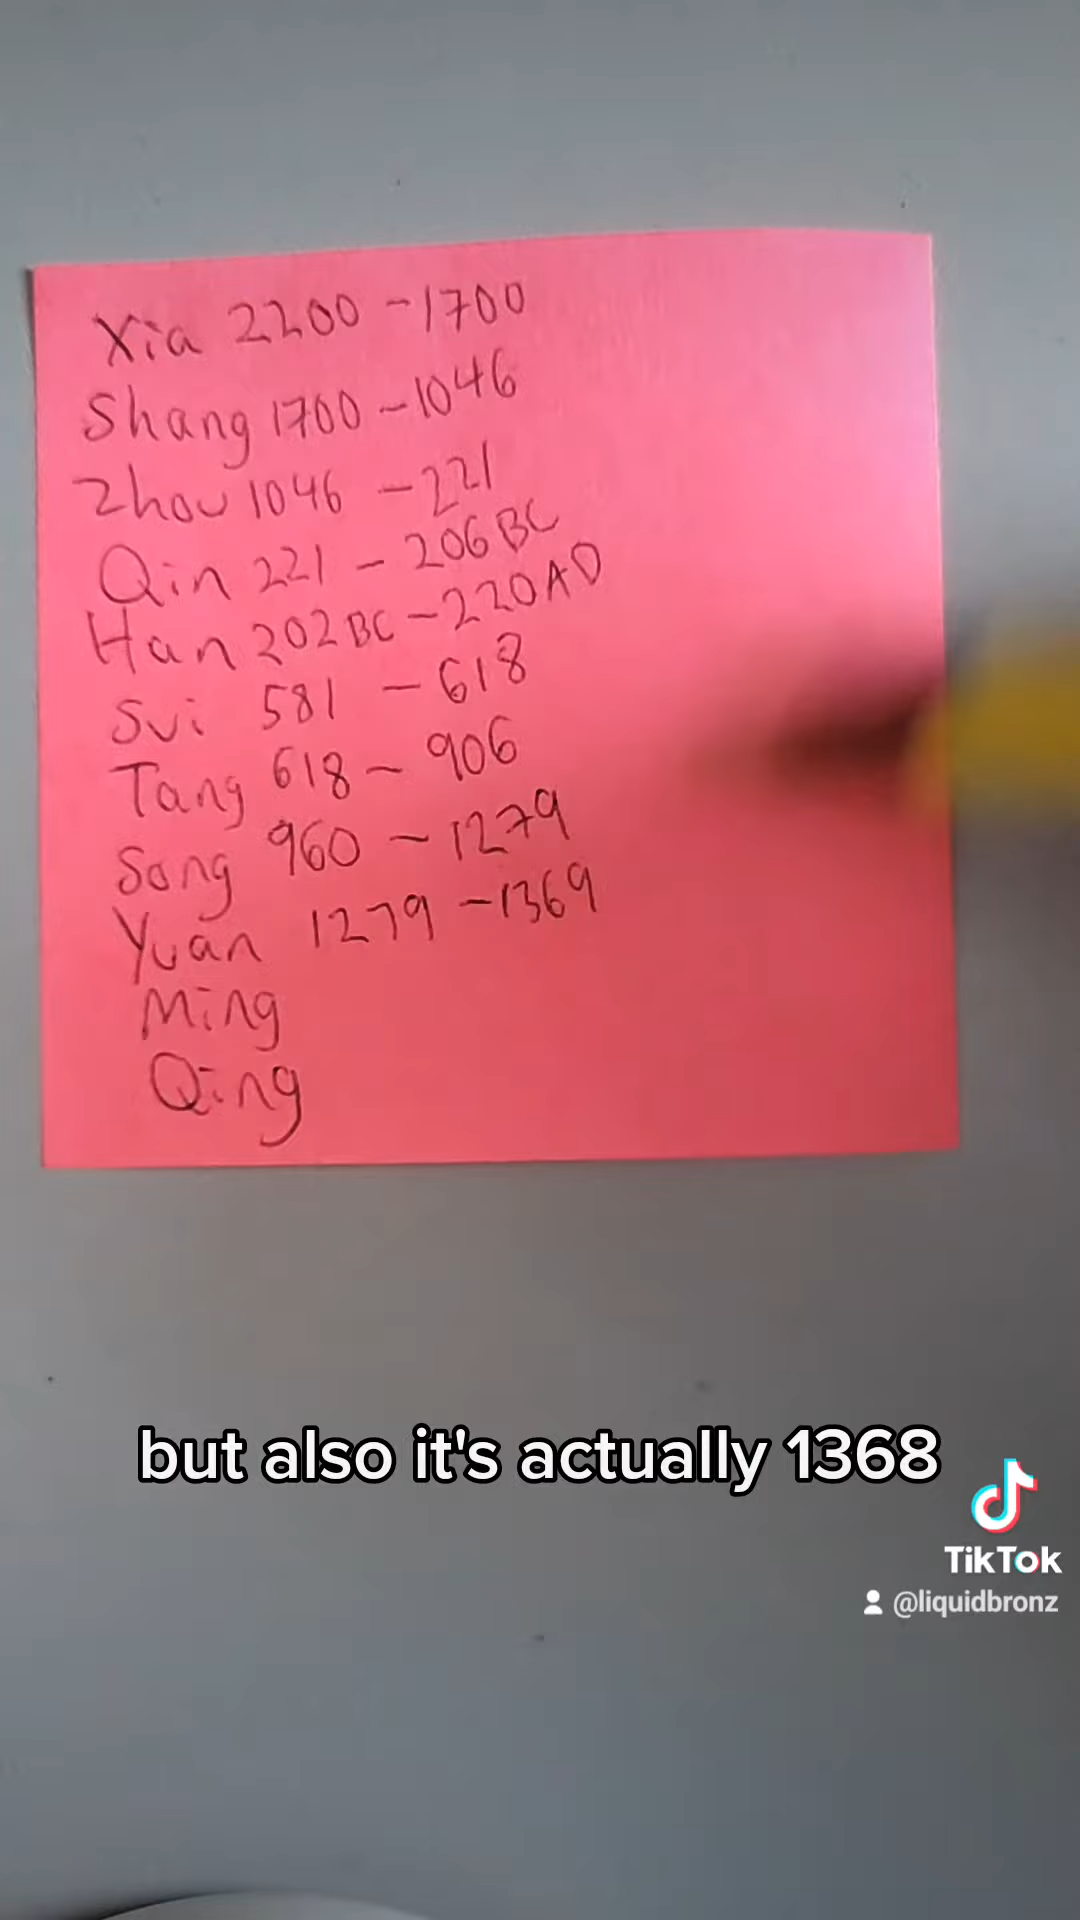 Xia 2200 - 1700
Shang 1700 - 1046
Zhou 1046 - 221
Qin 221 - 206 BC
Han 202 BC - 220 AD
Sui 581 - 618
Tang 618 - 906
Song 960 - 1279
Yuan 1279 - 1369
Ming
Qing
but also it's actually 1368
TikTok
@liquidbronz